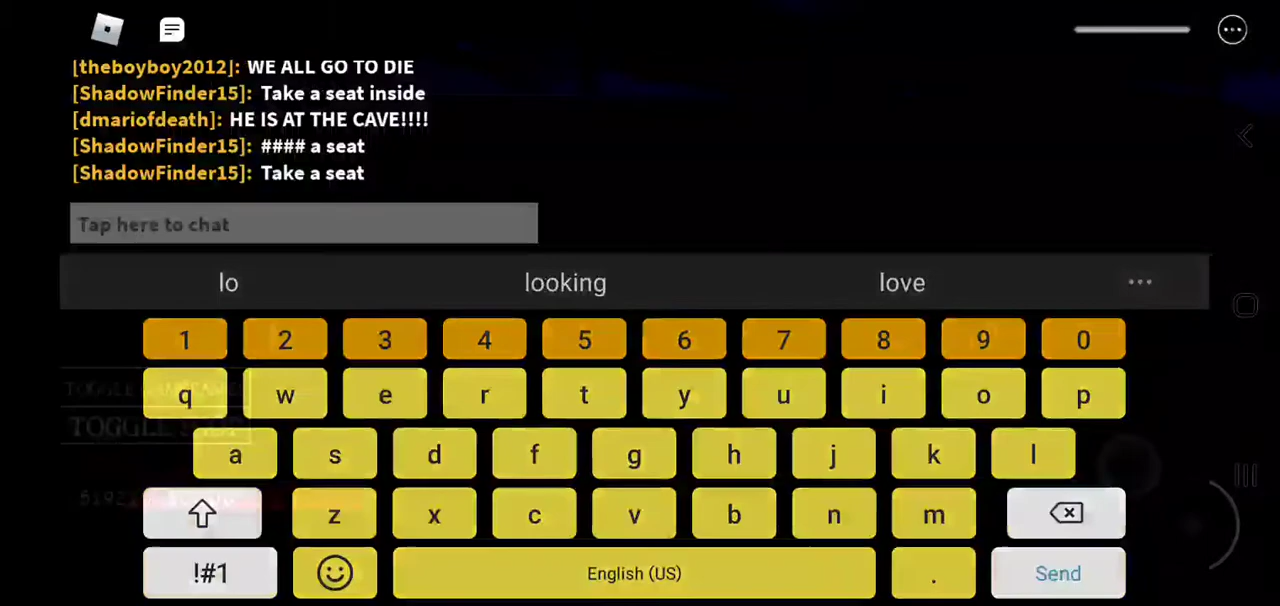 [theboyboy2012]: WE ALL GO TO DIE
[ShadowFinder15]: Take a seat inside
[dmariofdeath]: HE IS AT THE CAVE!!!!
[ShadowFinder15]: #### a seat
[ShadowFinder15]: Take a seat
Tap here to chat
lo looking love
1 2 3 4 5 6 7 8 9 0
q w e r t y u i o p
TOGGLE
a s d f g h j k l
z x c v b n m
!#1 English (US) . Send